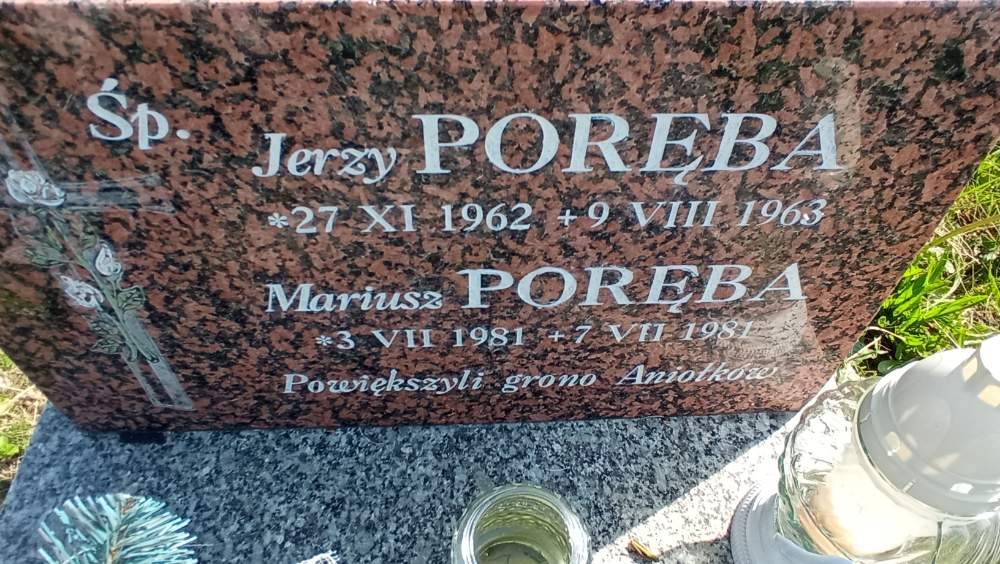 Śp.
Jerzy PORĘBA
*27 XI 1962 +9 VIII 1963
Mariusz PORĘBA
*3 VII 1981 +7 VII 1981
Powiększyli grono Aniołków